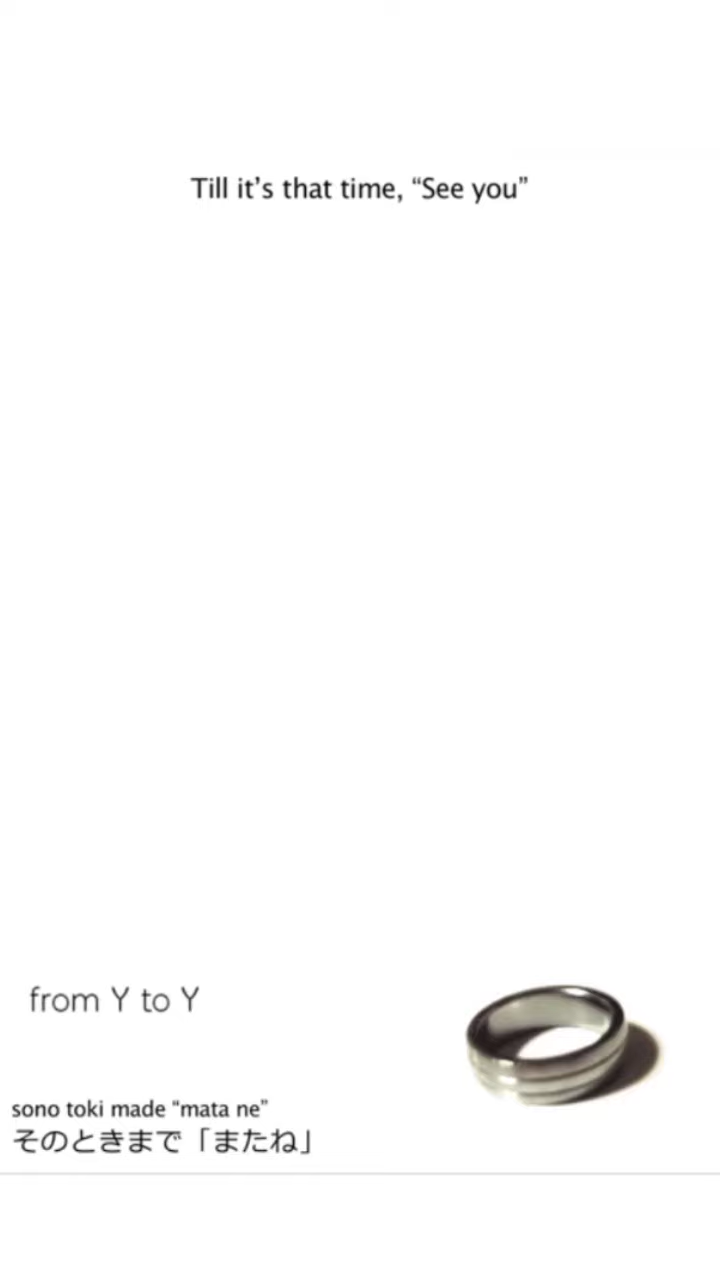 Till it’s that time, “See you”
from Y to Y
sono toki made “mata ne”
そのときまで「またね」